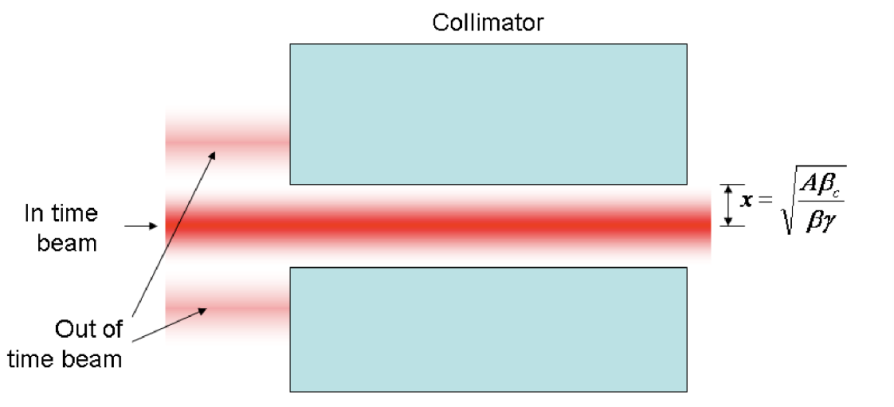 Collimator
In time
beam
x = √(Aβc / βγ)
Out of
time beam